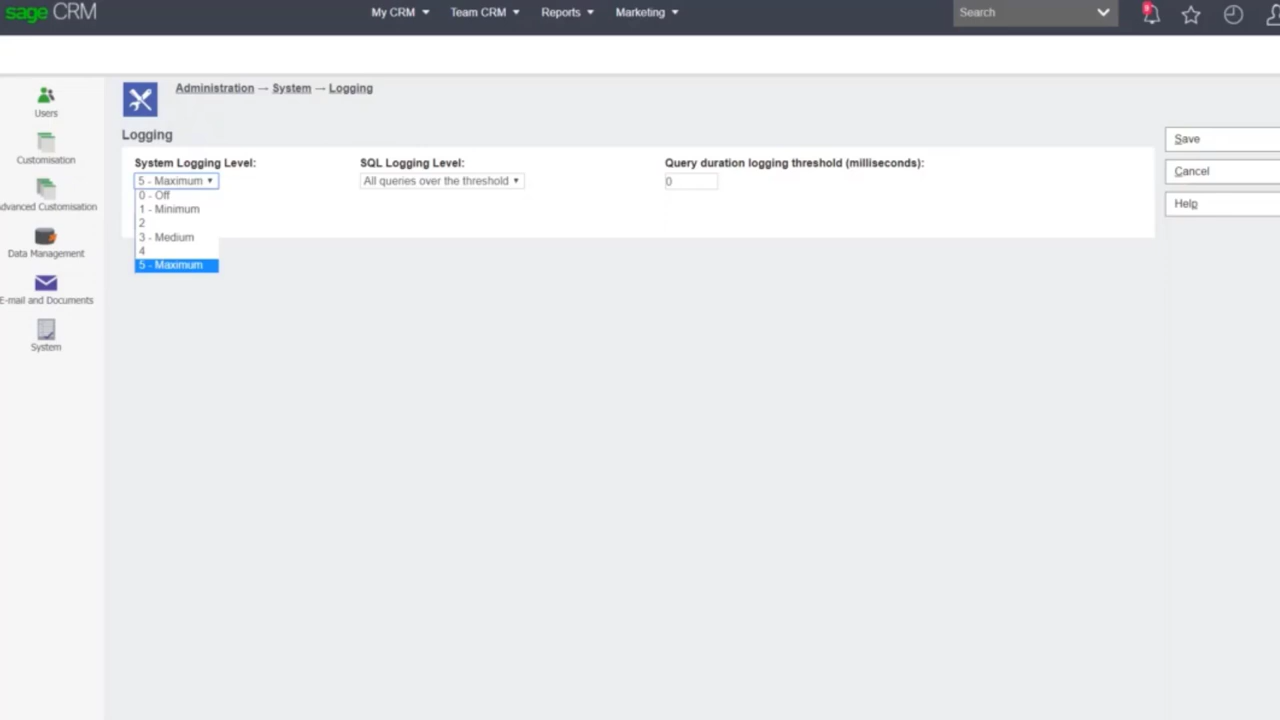 sage CRM
My CRM
Team CRM
Reports
Marketing
Search
Users
Customisation
dvanced Customisation
Data Management
E-mail and Documents
System
Administration → System → Logging
Logging
System Logging Level:
5 - Maximum
0 - Off
1 - Minimum
2
3 - Medium
4
5 - Maximum
SQL Logging Level:
All queries over the threshold
Query duration logging threshold (milliseconds):
0
Save
Cancel
Help